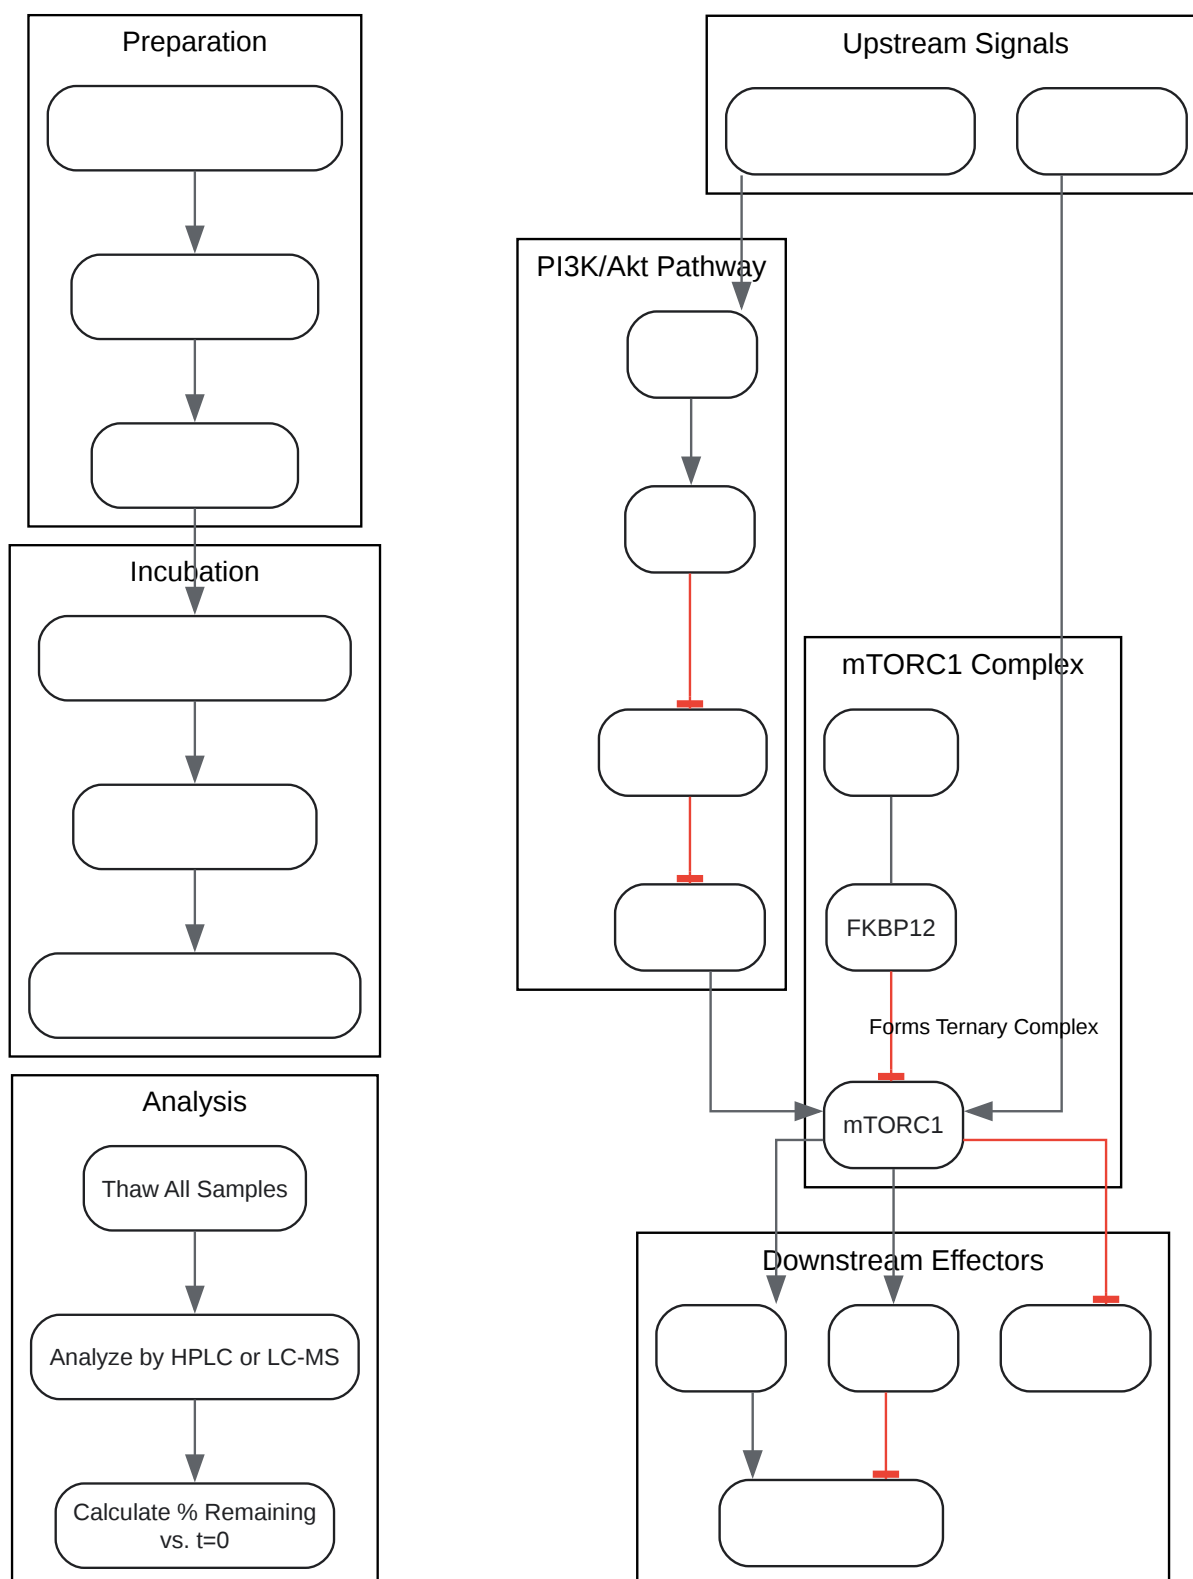 Preparation
Incubation
Analysis
Thaw All Samples
Analyze by HPLC or LC-MS
Calculate % Remaining
vs. t=0
Upstream Signals
PI3K/Akt Pathway
mTORC1 Complex
FKBP12
Forms Ternary Complex
mTORC1
Downstream Effectors